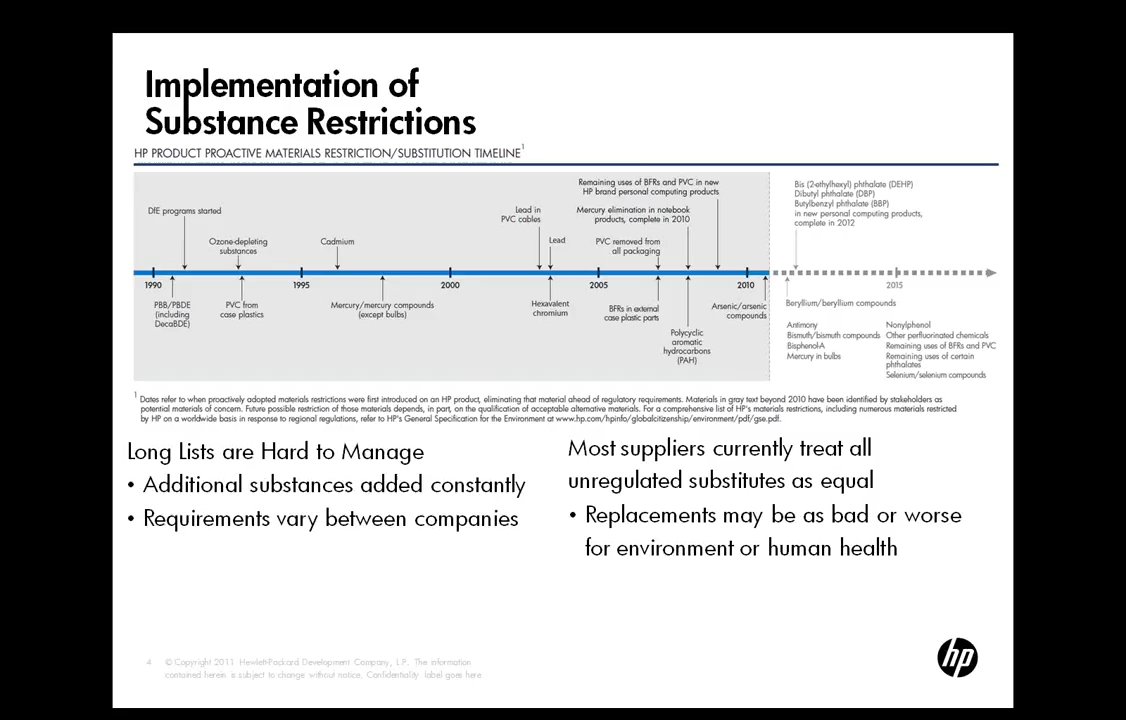 Implementation of
Substance Restrictions
HP PRODUCT PROACTIVE MATERIALS RESTRICTION/SUBSTITUTION TIMELINE1
Remaining uses of BFRs and PVC in new
HP brand personal computing products
Bis (2-ethylhexyl) phthalate (DEHP)
Dibutyl phthalate (DBP)
Butylbenzyl phthalate (BBP)
in new personal computing products,
complete in 2012
DfE programs started
Lead in
PVC cables
Mercury elimination in notebook
products, complete in 2010
Ozone-depleting
substances
Cadmium
Lead
PVC removed from
all packaging
1990
1995
2000
2005
2010
2015
PBB/PBDE
(including
DecaBDE)
PVC from
case plastics
Mercury/mercury compounds
(except bulbs)
Hexavalent
chromium
BFRs in external
case plastic parts
Arsenic/arsenic
compounds
Polycyclic
aromatic
hydrocarbons
(PAH)
Beryllium/beryllium compounds
Antimony
Bismuth/bismuth compounds
Bisphenol-A
Mercury in bulbs
Nonylphenol
Other perfluorinated chemicals
Remaining uses of BFRs and PVC
Remaining uses of certain
phthalates
Selenium/selenium compounds
1 Dates refer to when proactively adopted materials restrictions were first introduced on an HP product, eliminating that material ahead of regulatory requirements. Materials in gray text beyond 2010 have been identified by stakeholders as
potential materials of concern. Future possible restriction of those materials depends, in part, on the qualification of acceptable alternative materials. For a comprehensive list of HP's materials restrictions, including numerous materials restricted
by HP on a worldwide basis in response to regional regulations, refer to HP's General Specification for the Environment at www.hp.com/hpinfo/globalcitizenship/environment/pdf/gse.pdf.
Long Lists are Hard to Manage
• Additional substances added constantly
• Requirements vary between companies
Most suppliers currently treat all
unregulated substitutes as equal
• Replacements may be as bad or worse
for environment or human health
4 © Copyright 2011 Hewlett-Packard Development Company, L.P. The information
contained herein is subject to change without notice. Confidentiality label goes here
hp